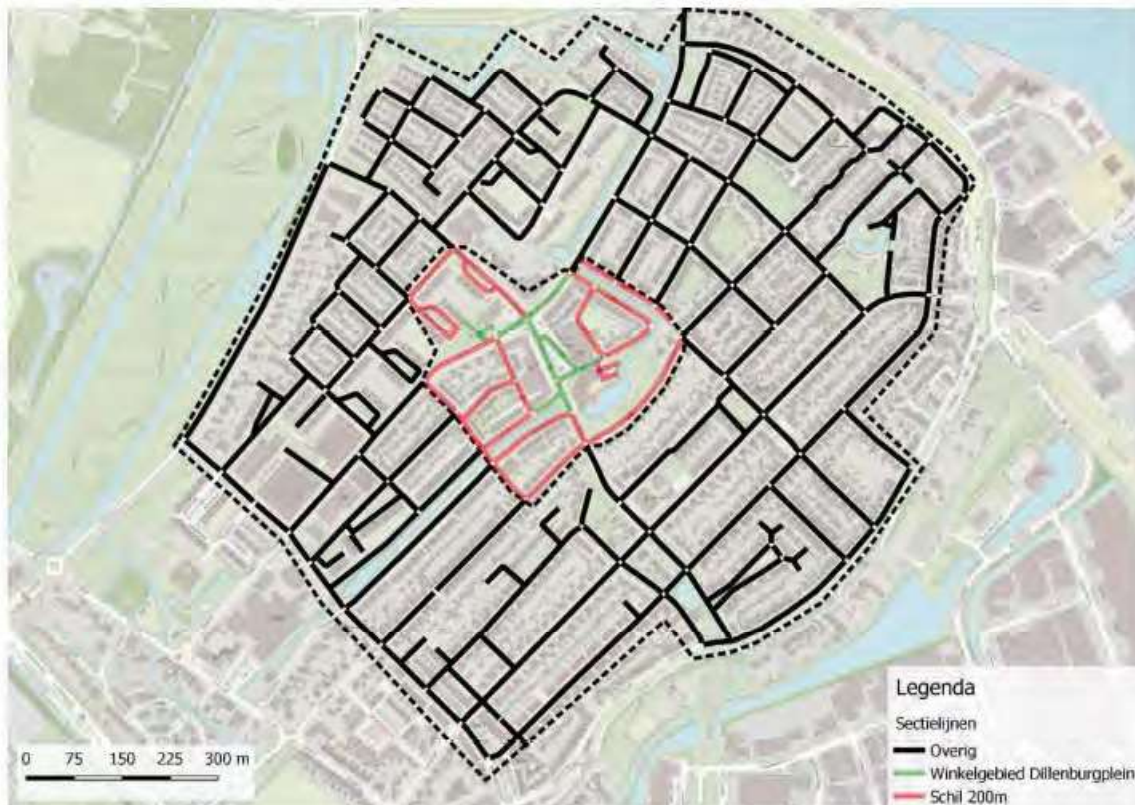 Legenda
Sectielijnen
Overig
Winkelgebied Dillenburgplein
Schil 200m
0 75 150 225 300 m